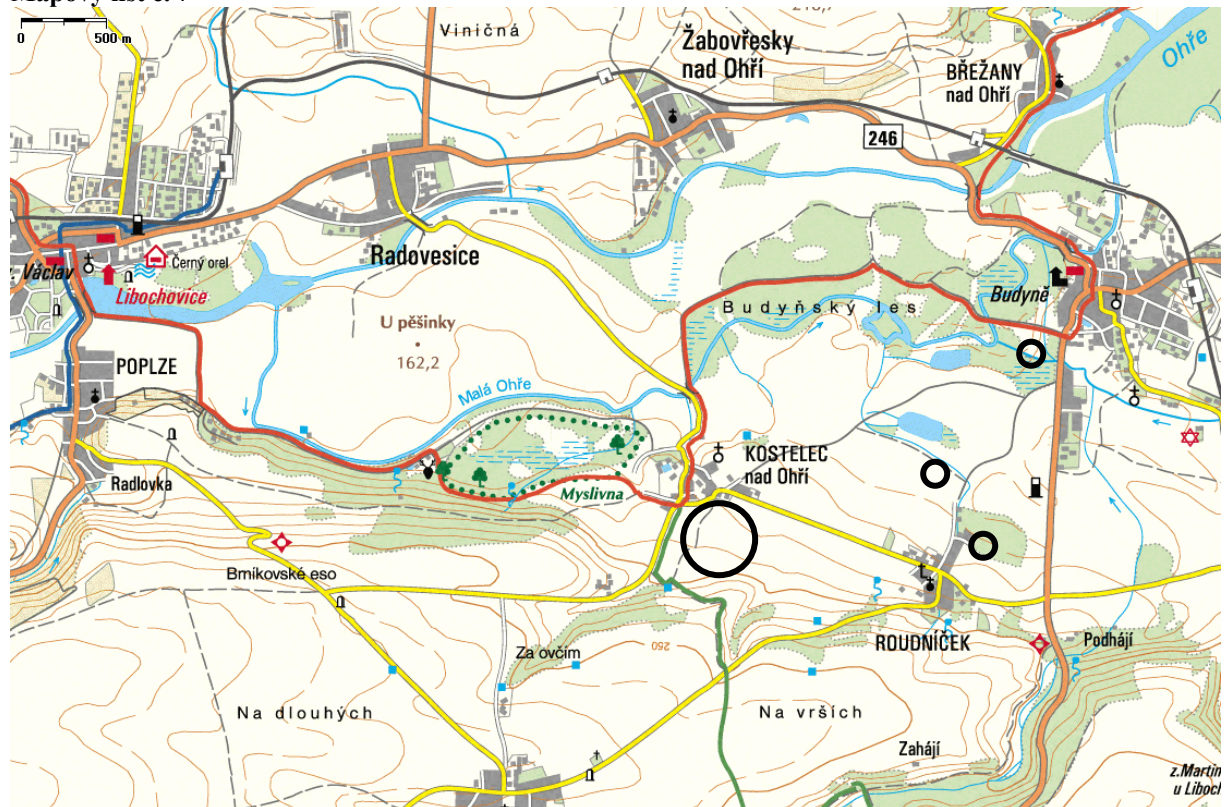 0 500 m
Viničná
Žabovřesky
nad Ohří
BŘEŽANY
nad Ohří
Ohře
246
Radovesice
Černý orel
Václav
Libochovice
U pěšinky
162,2
Budyňský les
Budyně
POPLZE
Malá Ohře
KOSTELEC
nad Ohří
Radlovka
Myslivna
Brníkovské eso
Za ovčím
250
ROUDNÍČEK
Podhájí
Na dlouhých
Na vrších
Zahájí
z.Martin
u Liboch